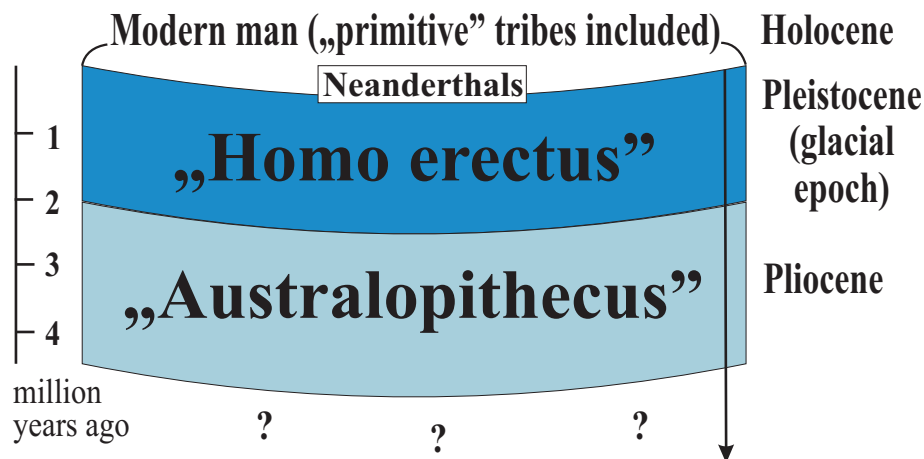 Modern man („primitive” tribes included)
Holocene
Neanderthals
Pleistocene
(glacial
epoch)
1
„Homo erectus”
2
3
„Australopithecus”
Pliocene
4
million
years ago
?
?
?